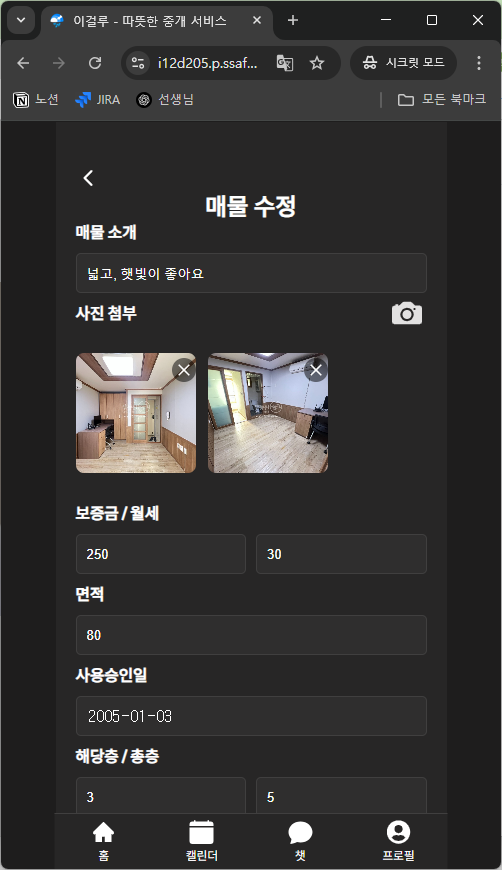 이걸루 - 따뜻한 중개 서비스
i12d205.p.ssaf...
시크릿 모드
노션
JIRA
선생님
모든 북마크
매물 수정
매물 소개
넓고, 햇빛이 좋아요
사진 첨부
보증금 / 월세
250 30
면적
80
사용승인일
2005-01-03
해당층 / 총층
3 5
홈 캘린더 챗 프로필